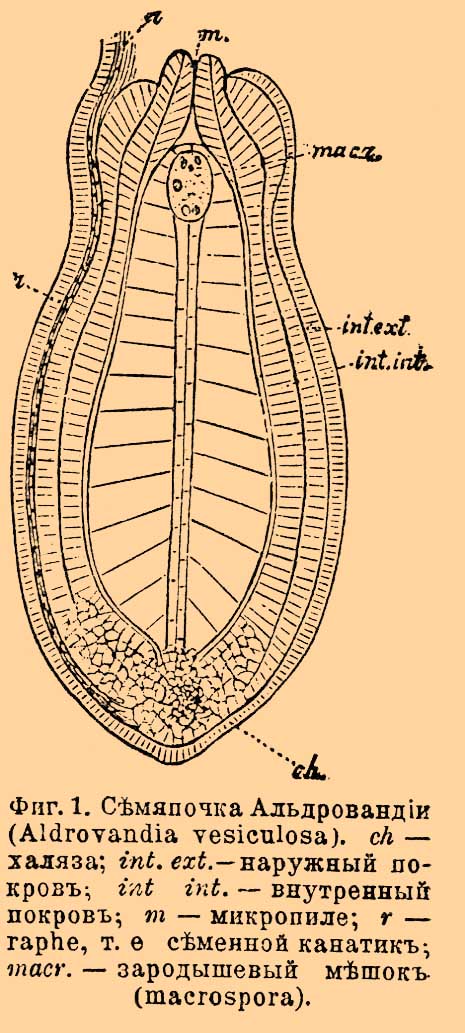 m.
macr.
r.
int.ext.
int.int.
ch.
Фиг. 1. Сѣмяпочка Альдровандіи
(Aldrovandia vesiculosa). ch —
халяза; int. ext.—наружный по-
кровъ; int int. — внутренный
покровъ; m — микропиле; r —
raphe, т. е сѣменной канатикъ;
macr. — зародышевый мѣшокъ
(macrospora).